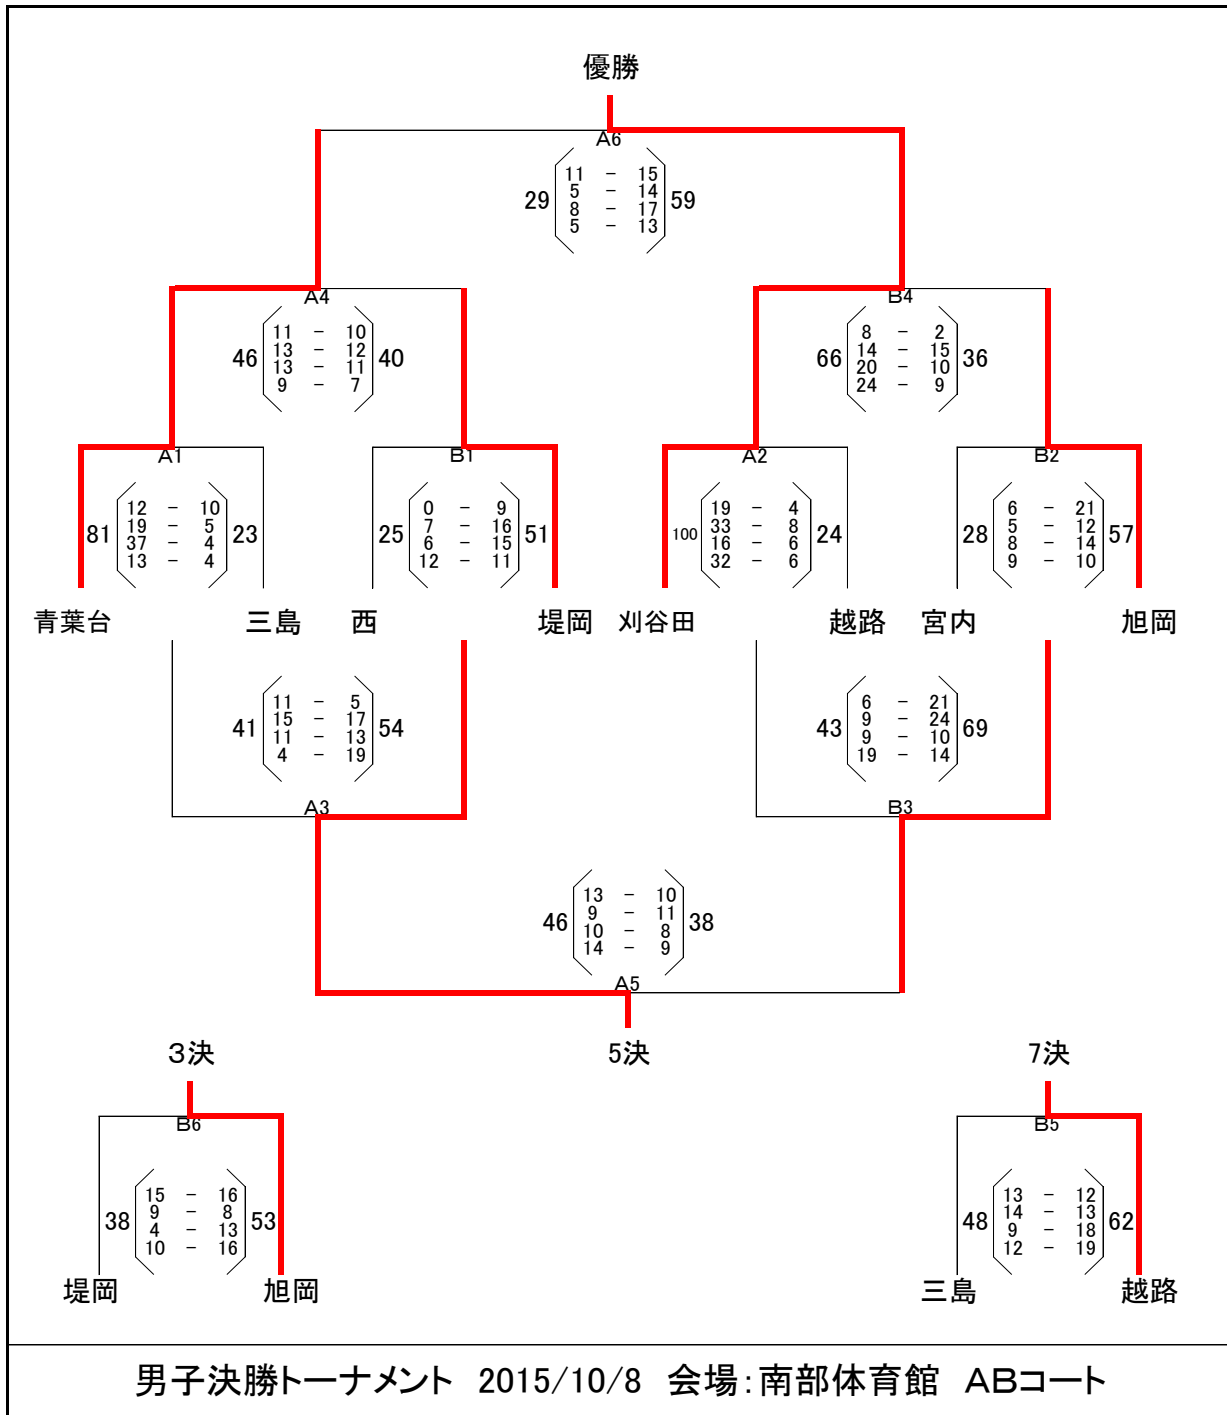 優勝
A6
29 11 - 15 59
5 - 14
8 - 17
5 - 13
A4
46 11 - 10 40
13 - 12
13 - 11
9 - 7
B4
66 8 - 2 36
14 - 15
20 - 10
24 - 9
A1
81 12 - 10 23
19 - 5
37 - 4
13 - 4
B1
25 0 - 9 51
7 - 16
6 - 15
12 - 11
A2
100 19 - 4 24
33 - 8
16 - 6
32 - 6
B2
28 6 - 21 57
5 - 12
8 - 14
9 - 10
青葉台 三島 西 堤岡 刈谷田 越路 宮内 旭岡
41 11 - 5 54
15 - 17
11 - 13
4 - 19
A3
43 6 - 21 69
9 - 24
9 - 10
19 - 14
B3
46 13 - 10 38
9 - 11
10 - 8
14 - 9
A5
3決 5決 7決
B6
38 15 - 16 53
9 - 8
4 - 13
10 - 16
堤岡 旭岡
B5
48 13 - 12 62
14 - 13
9 - 18
12 - 19
三島 越路
男子決勝トーナメント 2015/10/8 会場:南部体育館 ABコート